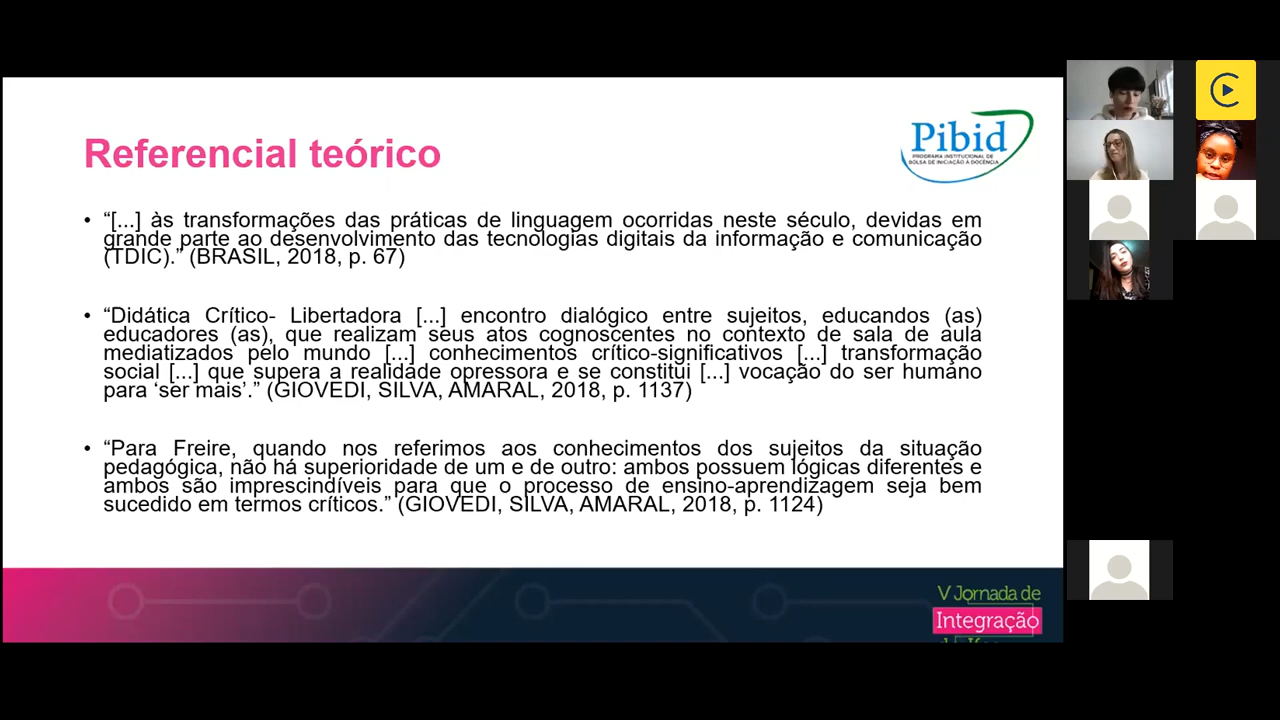 Referencial teórico
Pibid
PROGRAMA INSTITUCIONAL DE
BOLSA DE INICIAÇÃO À DOCÊNCIA
• “[...] às transformações das práticas de linguagem ocorridas neste século, devidas em
grande parte ao desenvolvimento das tecnologias digitais da informação e comunicação
(TDIC).” (BRASIL, 2018, p. 67)
• “Didática Crítico- Libertadora [...] encontro dialógico entre sujeitos, educandos (as)
educadores (as), que realizam seus atos cognoscentes no contexto de sala de aula
mediatizados pelo mundo [...] conhecimentos crítico-significativos [...] transformação
social [...] que supera a realidade opressora e se constitui [...] vocação do ser humano
para ‘ser mais’.” (GIOVEDI, SILVA, AMARAL, 2018, p. 1137)
• “Para Freire, quando nos referimos aos conhecimentos dos sujeitos da situação
pedagógica, não há superioridade de um e de outro: ambos possuem lógicas diferentes e
ambos são imprescindíveis para que o processo de ensino-aprendizagem seja bem
sucedido em termos críticos.” (GIOVEDI, SILVA, AMARAL, 2018, p. 1124)
V Jornada de
Integração